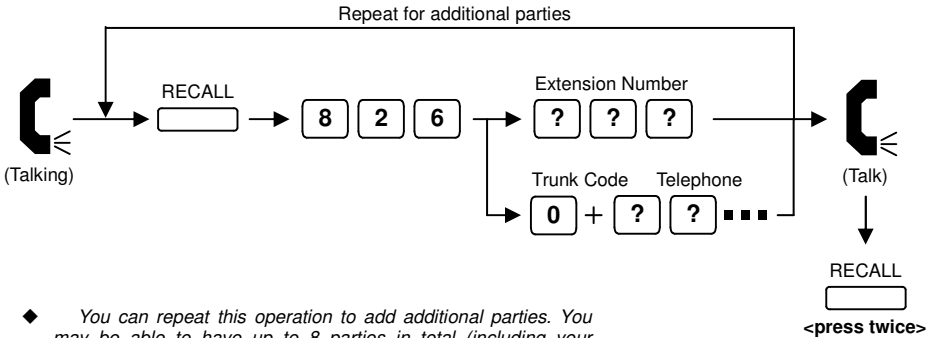 Repeat for additional parties
RECALL
Extension Number
8 2 6
? ? ?
(Talking)
(Talk)
Trunk Code Telephone
0 + ? ?
RECALL
<press twice>
◆ You can repeat this operation to add additional parties. You
may be able to have up to 8 parties in total (including your